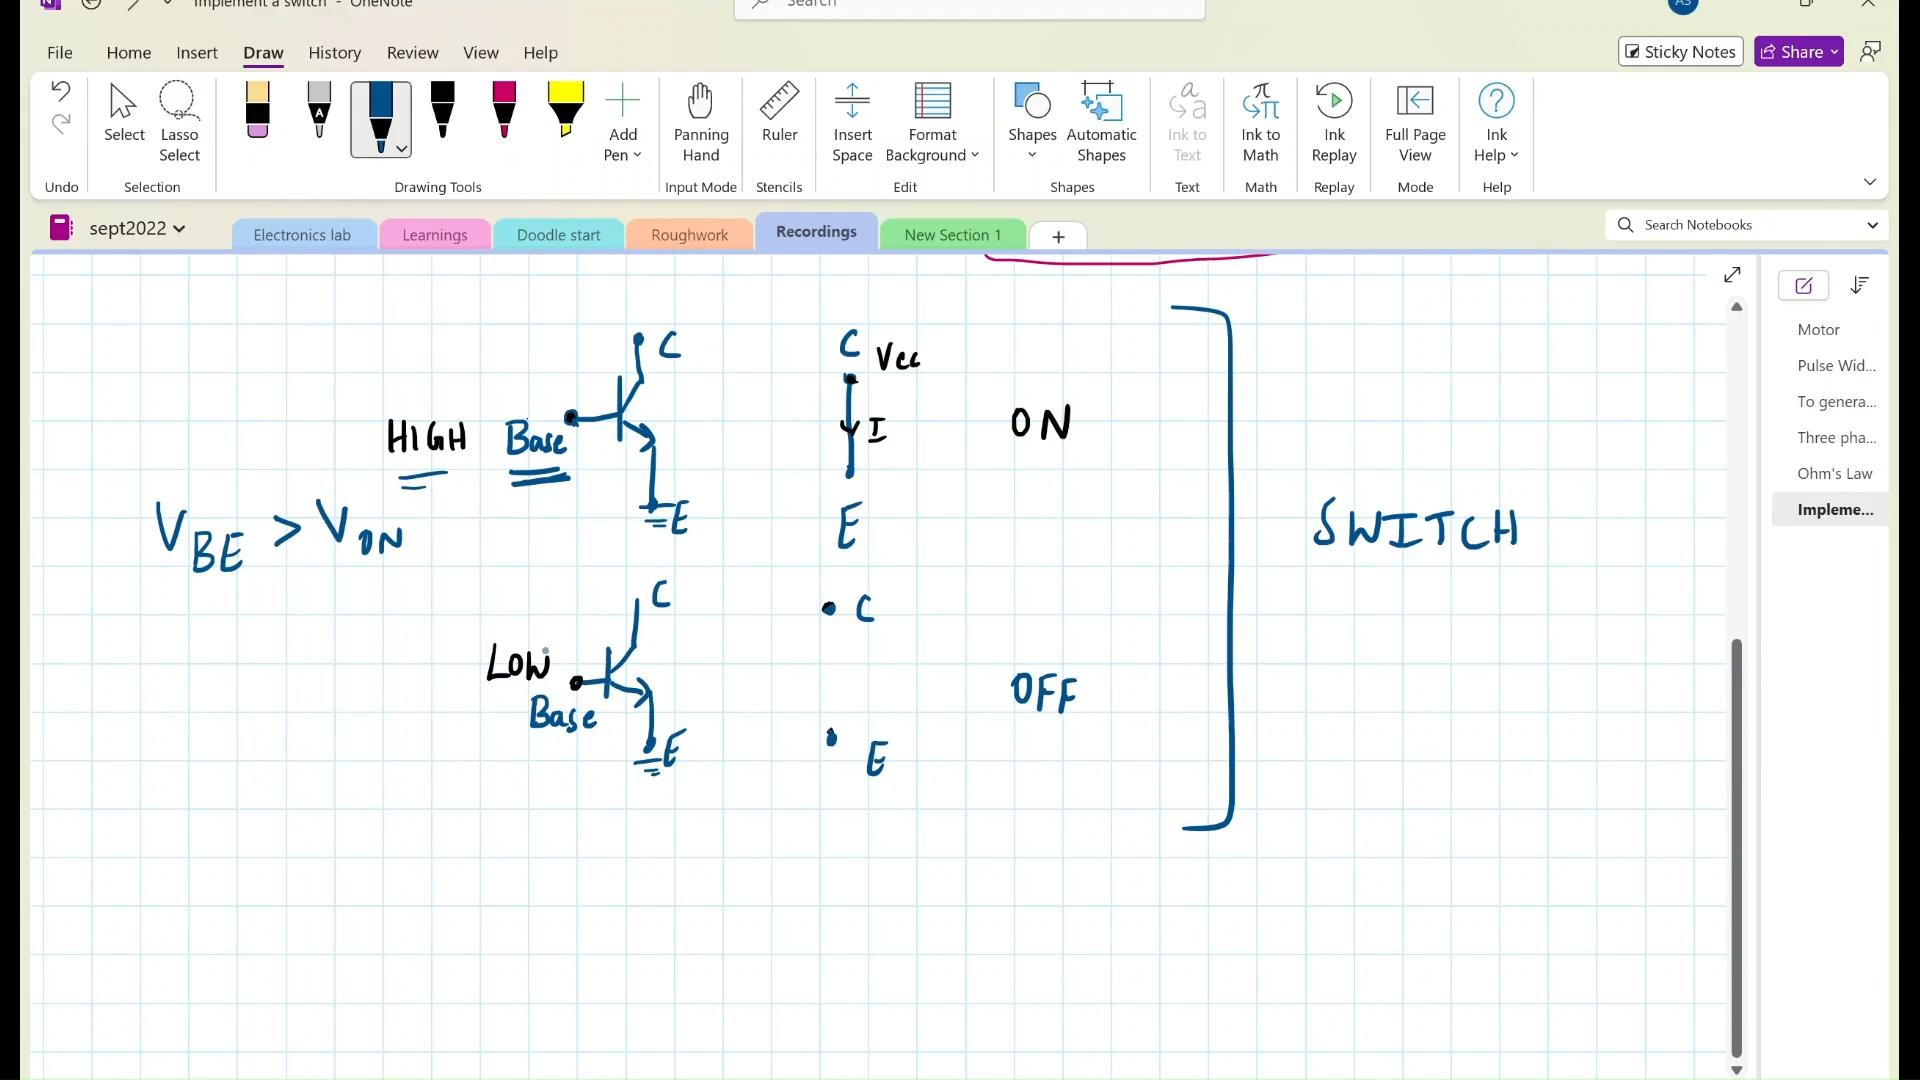 Implement a switch - OneNote
Search
AS
File Home Insert Draw History Review View Help
Sticky Notes Share
Select Lasso Select Add Pen Panning Hand Ruler Insert Space Format Background Shapes Automatic Shapes Ink to Text Ink to Math Ink Replay Full Page View Ink Help
Undo Selection Drawing Tools Input Mode Stencils Edit Shapes Text Math Replay Mode Help
sept2022 Electronics lab Learnings Doodle start Roughwork Recordings New Section 1 + Search Notebooks
Motor
Pulse Wid...
To genera...
Three pha...
Ohm's Law
Impleme...
C C Vcc
HIGH Base I ON
E E
VBE > VON
SWITCH
C C
LOW
Base OFF
E E